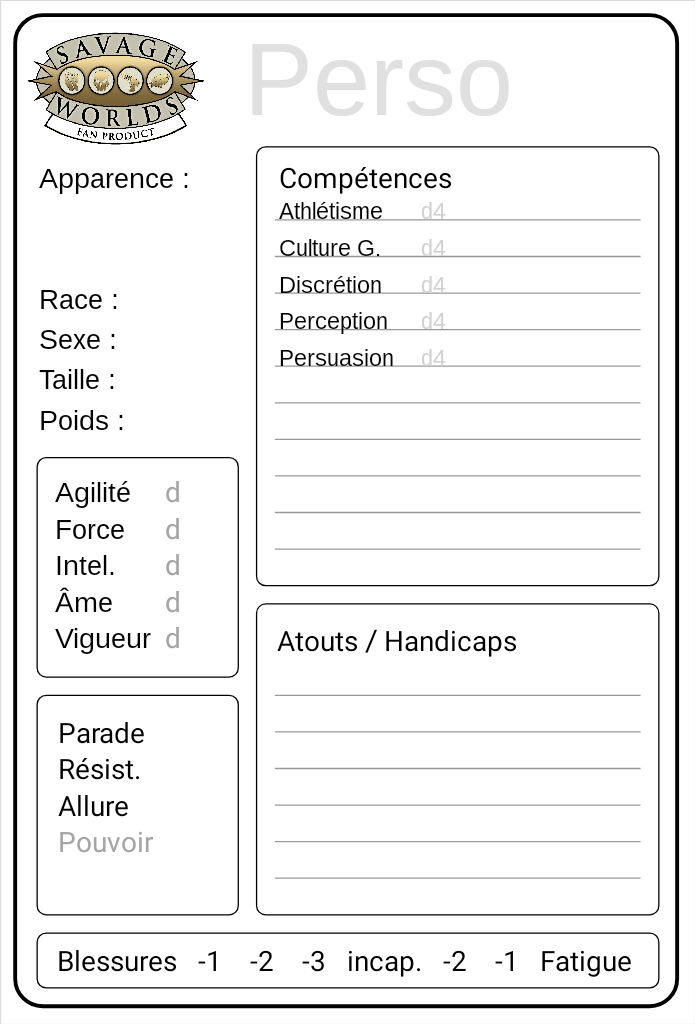 SAVAGE
WORLDS
FAN PRODUCT
Perso
Apparence :
Race :
Sexe :
Taille :
Poids :
Agilité d
Force d
Intel. d
Âme d
Vigueur d
Parade
Résist.
Allure
Pouvoir
Compétences
Athlétisme d4
Culture G. d4
Discrétion d4
Perception d4
Persuasion d4
Atouts / Handicaps
Blessures -1 -2 -3 incap. -2 -1 Fatigue